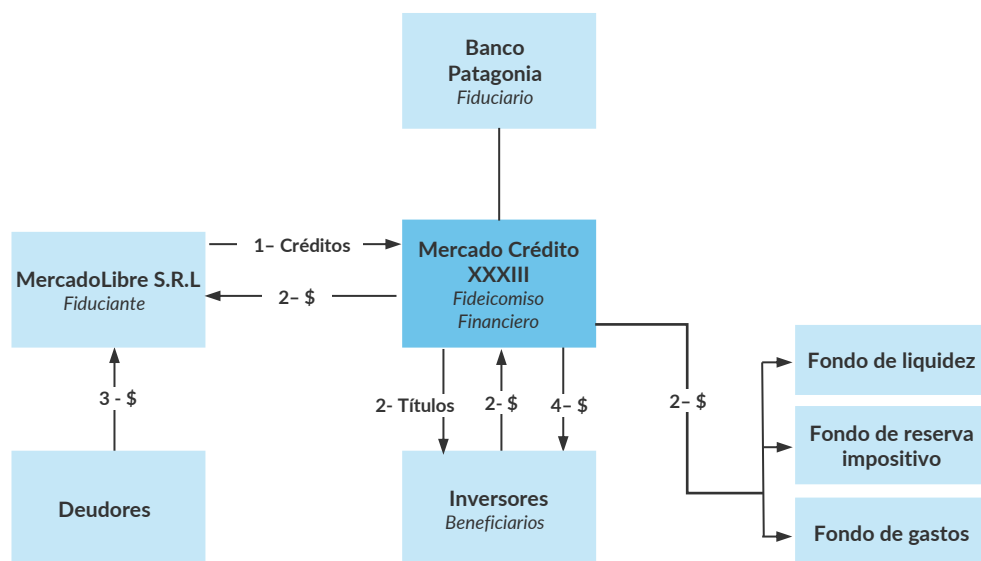 Banco
Patagonia
Fiduciario
MercadoLibre S.R.L
Fiduciante
1– Créditos
2– $
Mercado Crédito
XXXIII
Fideicomiso
Financiero
3 - $
2- Títulos
2- $
4– $
2– $
Deudores
Inversores
Beneficiarios
Fondo de liquidez
Fondo de reserva
impositivo
Fondo de gastos